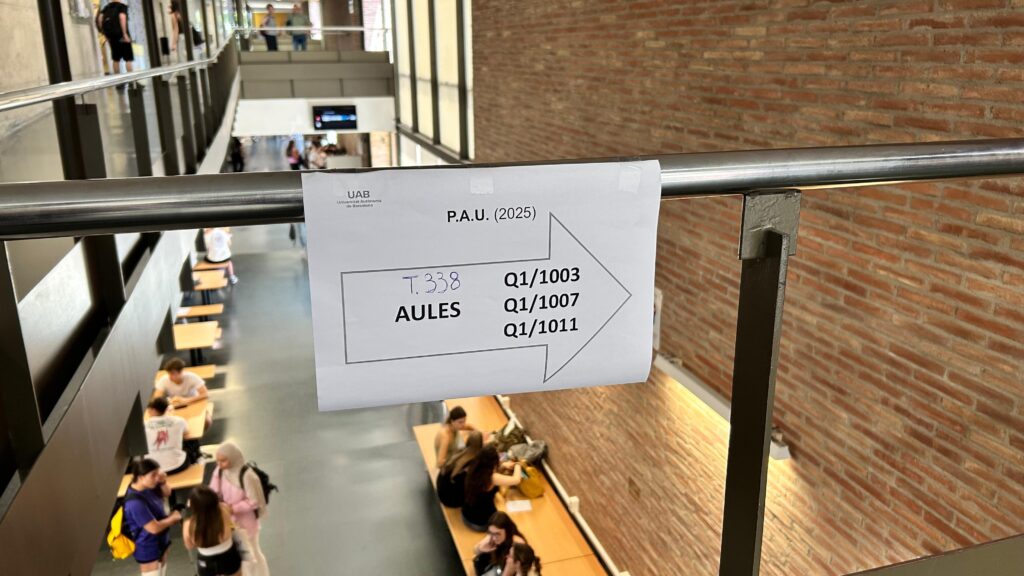 UAB
Universitat Autònoma
de Barcelona
P.A.U. (2025)
T.338
AULES
Q1/1003
Q1/1007
Q1/1011